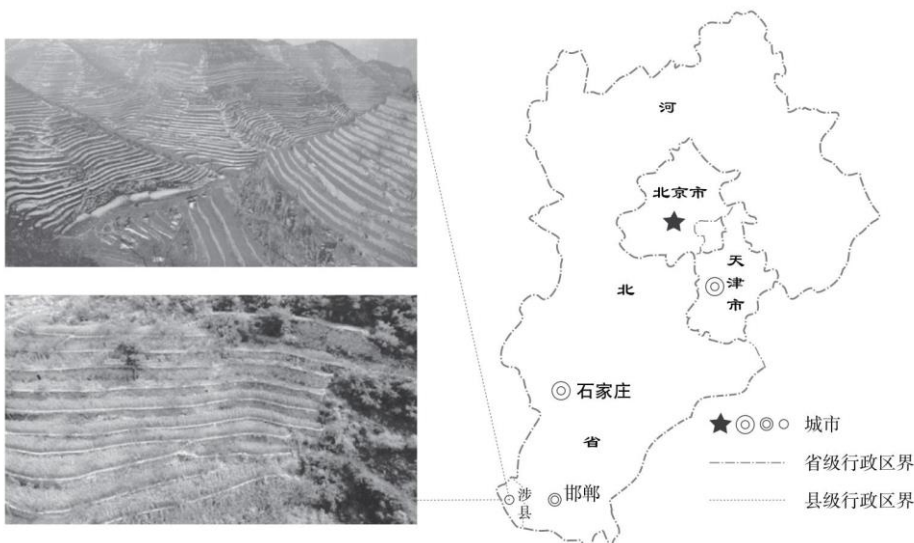 河
北京市
天津市
北
石家庄
省
邯郸
涉县
城市
省级行政区界
县级行政区界